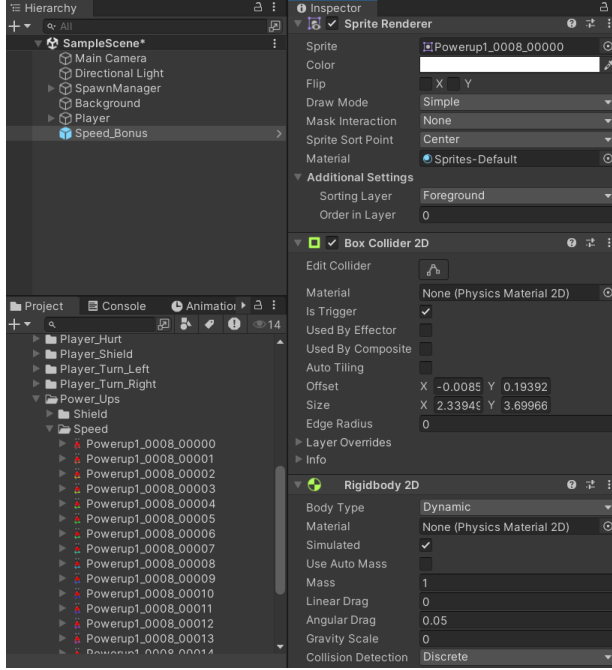 Hierarchy
All
SampleScene*
Main Camera
Directional Light
SpawnManager
Background
Player
Speed_Bonus
Project
Console
Animatior
14
Player_Hurt
Player_Shield
Player_Turn_Left
Player_Turn_Right
Power_Ups
Shield
Speed
Powerup1_0008_00000
Powerup1_0008_00001
Powerup1_0008_00002
Powerup1_0008_00003
Powerup1_0008_00004
Powerup1_0008_00005
Powerup1_0008_00006
Powerup1_0008_00007
Powerup1_0008_00008
Powerup1_0008_00009
Powerup1_0008_00010
Powerup1_0008_00011
Powerup1_0008_00012
Powerup1_0008_00013
Powerup1_0008_00014
Inspector
Sprite Renderer
Sprite Powerup1_0008_00000
Color
Flip X Y
Draw Mode Simple
Mask Interaction None
Sprite Sort Point Center
Material Sprites-Default
Additional Settings
Sorting Layer Foreground
Order in Layer 0
Box Collider 2D
Edit Collider
Material None (Physics Material 2D)
Is Trigger
Used By Effector
Used By Composite
Auto Tiling
Offset X -0.0085 Y 0.19392
Size X 2.33949 Y 3.69966
Edge Radius 0
Layer Overrides
Info
Rigidbody 2D
Body Type Dynamic
Material None (Physics Material 2D)
Simulated
Use Auto Mass
Mass 1
Linear Drag 0
Angular Drag 0.05
Gravity Scale 0
Collision Detection Discrete